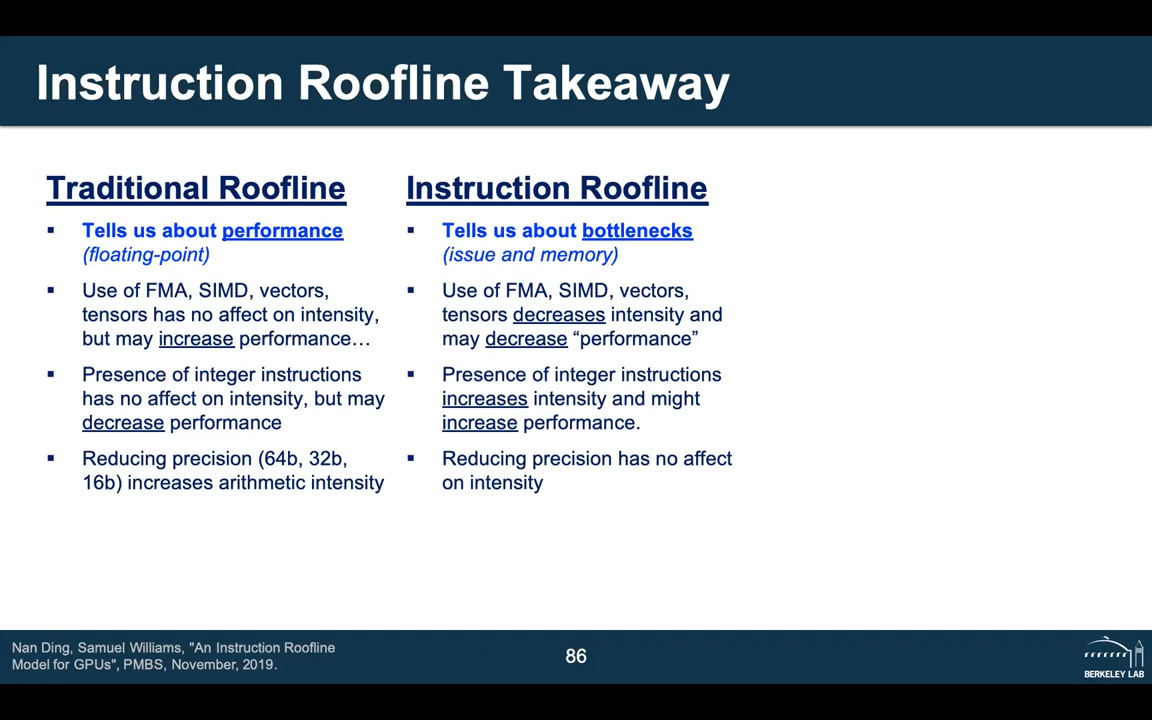 Instruction Roofline Takeaway
Traditional Roofline
▪ Tells us about performance
(floating-point)
▪ Use of FMA, SIMD, vectors,
tensors has no affect on intensity,
but may increase performance…
▪ Presence of integer instructions
has no affect on intensity, but may
decrease performance
▪ Reducing precision (64b, 32b,
16b) increases arithmetic intensity
Instruction Roofline
▪ Tells us about bottlenecks
(issue and memory)
▪ Use of FMA, SIMD, vectors,
tensors decreases intensity and
may decrease “performance”
▪ Presence of integer instructions
increases intensity and might
increase performance.
▪ Reducing precision has no affect
on intensity
Nan Ding, Samuel Williams, "An Instruction Roofline
Model for GPUs", PMBS, November, 2019.
86
BERKELEY LAB